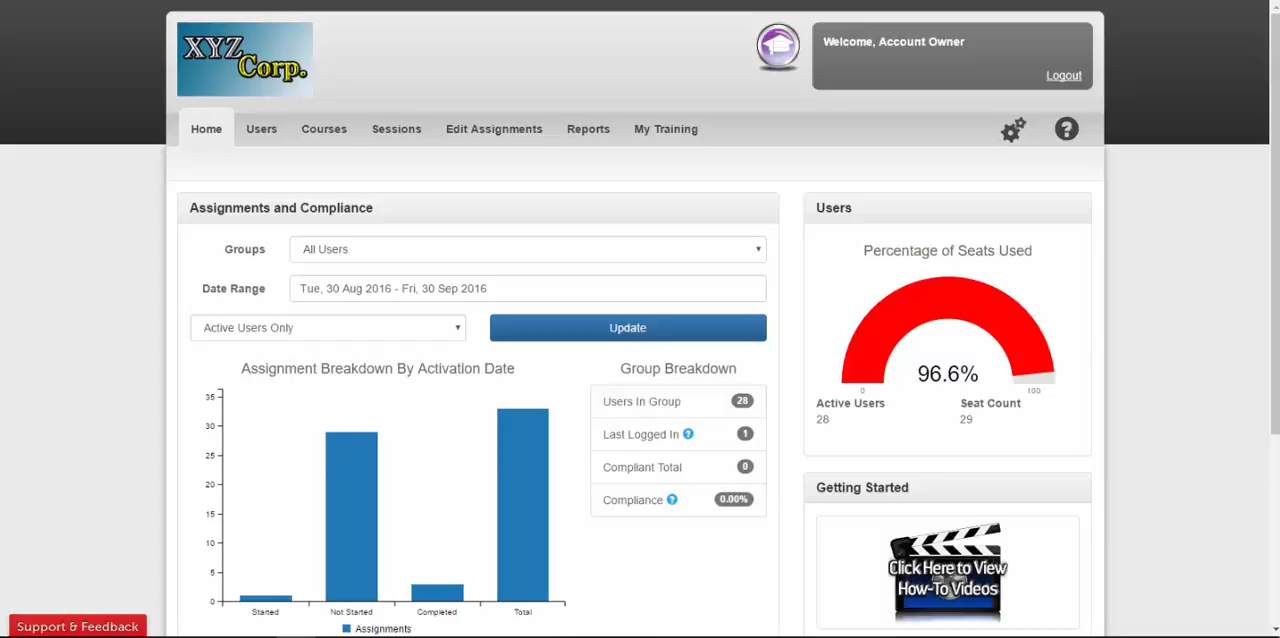 XYZ
Corp.
Welcome, Account Owner
Logout
Home Users Courses Sessions Edit Assignments Reports My Training
?
Assignments and Compliance
Groups All Users
Date Range Tue, 30 Aug 2016 - Fri, 30 Sep 2016
Active Users Only Update
Assignment Breakdown By Activation Date
35
30
25
20
15
10
5
0
Started Not Started Completed Total
Assignments
Group Breakdown
Users In Group 28
Last Logged In ? 1
Compliant Total 0
Compliance ? 0.00%
Users
Percentage of Seats Used
96.6%
0 100
Active Users Seat Count
28 29
Getting Started
Click Here to View
How-To Videos
Support & Feedback